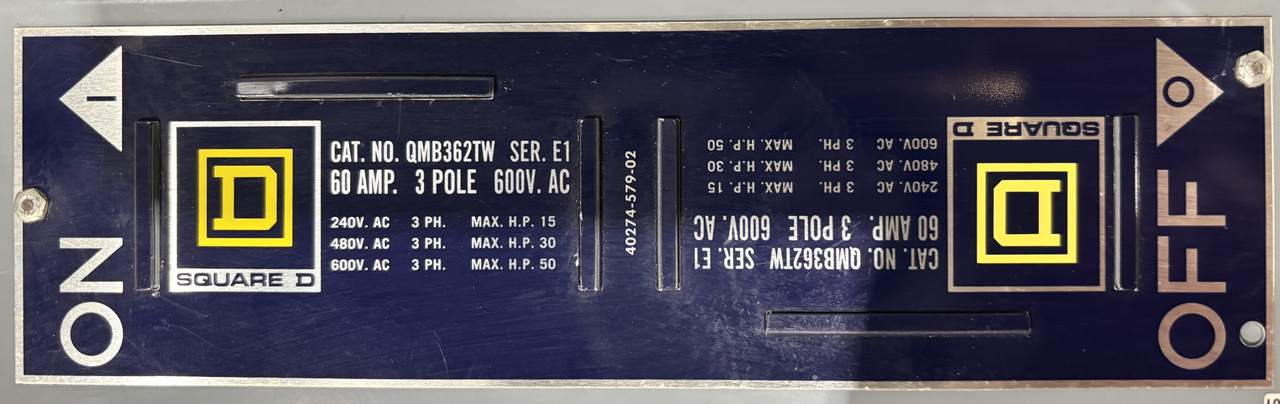 ON
I
D
SQUARE D
CAT. NO. QMB362TW SER. E1
60 AMP. 3 POLE 600V. AC
240V. AC 3 PH. MAX. H.P. 15
480V. AC 3 PH. MAX. H.P. 30
600V. AC 3 PH. MAX. H.P. 50
40274-579-02
CAT. NO. QMB362TW SER. E1
60 AMP. 3 POLE 600V. AC
240V. AC 3 PH. MAX. H.P. 15
480V. AC 3 PH. MAX. H.P. 30
600V. AC 3 PH. MAX. H.P. 50
D
SQUARE D
OFF
O